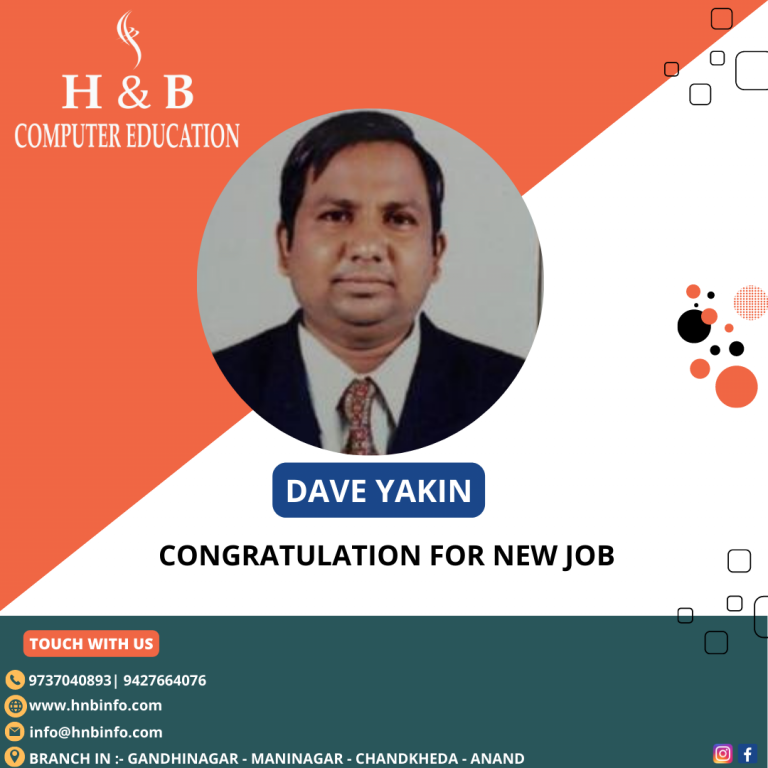 H & B
COMPUTER EDUCATION
DAVE YAKIN
CONGRATULATION FOR NEW JOB
TOUCH WITH US
9737040893| 9427664076
www.hnbinfo.com
info@hnbinfo.com
BRANCH IN :- GANDHINAGAR - MANINAGAR - CHANDKHEDA - ANAND